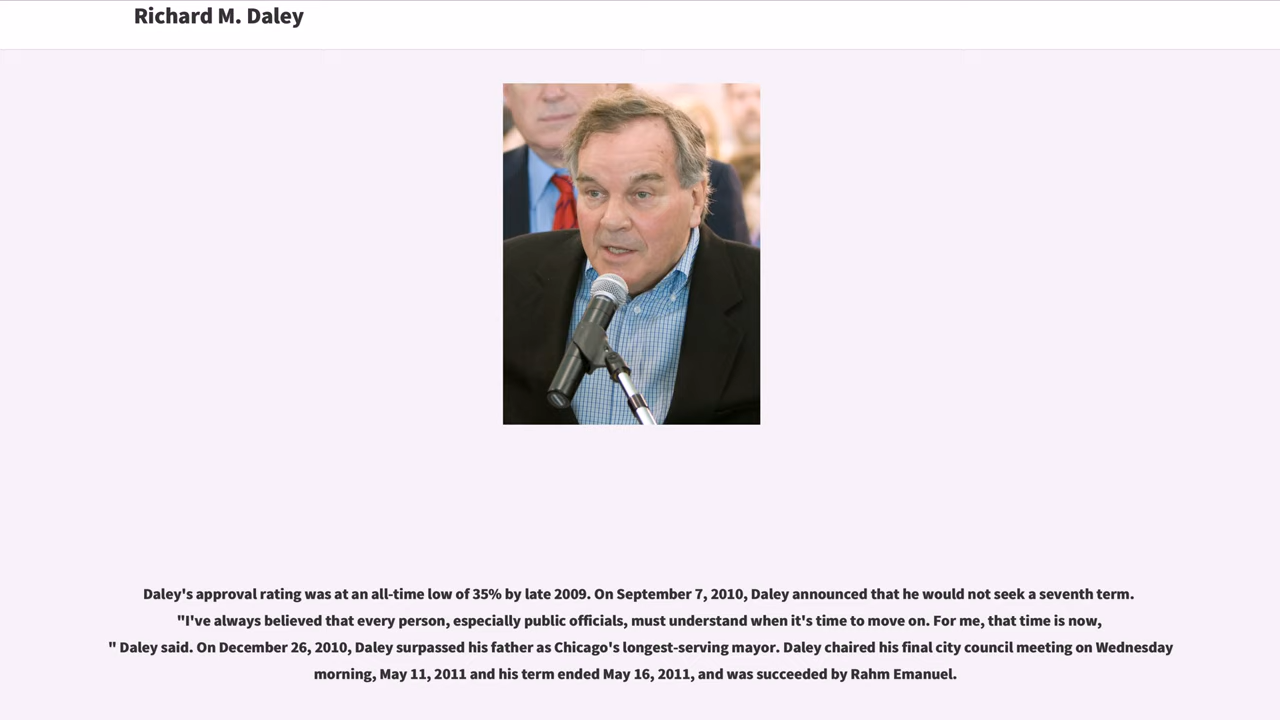 Richard M. Daley
Daley's approval rating was at an all-time low of 35% by late 2009. On September 7, 2010, Daley announced that he would not seek a seventh term.
"I've always believed that every person, especially public officials, must understand when it's time to move on. For me, that time is now,
" Daley said. On December 26, 2010, Daley surpassed his father as Chicago's longest-serving mayor. Daley chaired his final city council meeting on Wednesday
morning, May 11, 2011 and his term ended May 16, 2011, and was succeeded by Rahm Emanuel.